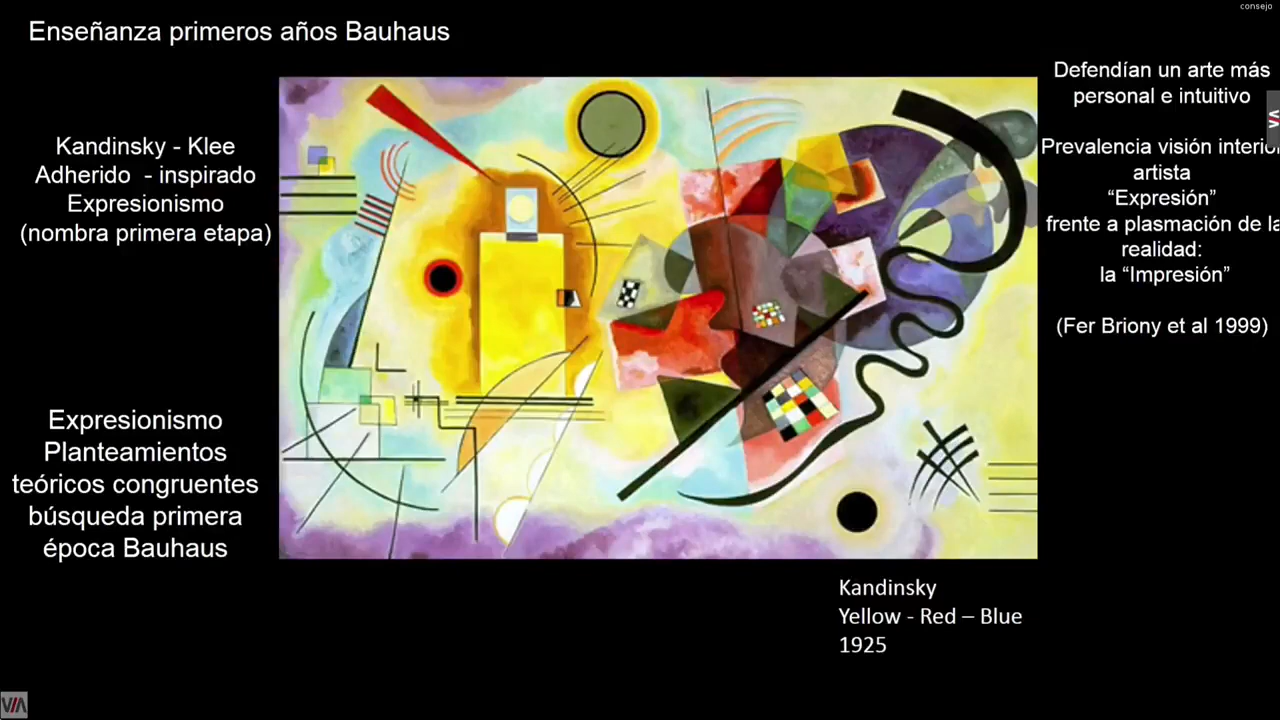 consejo
Enseñanza primeros años Bauhaus
Kandinsky - Klee
Adherido - inspirado
Expresionismo
(nombra primera etapa)
Expresionismo
Planteamientos
teóricos congruentes
búsqueda primera
época Bauhaus
Defendían un arte más
personal e intuitivo
Prevalencia visión interior
artista
“Expresión”
frente a plasmación de la
realidad:
la “Impresión”
(Fer Briony et al 1999)
Kandinsky
Yellow - Red – Blue
1925
VIA